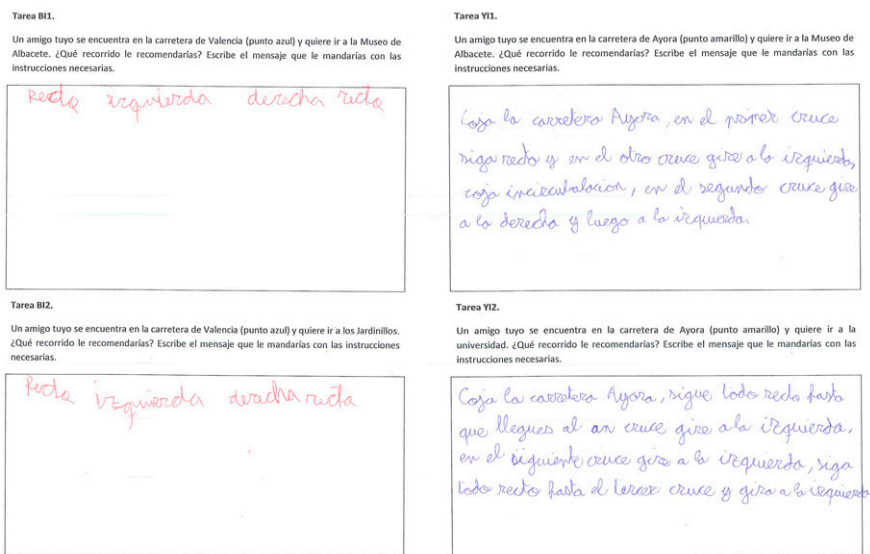 Tarea BI1.
Un amigo tuyo se encuentra en la carretera de Valencia (punto azul) y quiere ir a la Museo de
Albacete. ¿Qué recorrido le recomendarías? Escribe el mensaje que le mandarías con las
instrucciones necesarias.
Recta izquierda derecha recta
Tarea BI2.
Un amigo tuyo se encuentra en la carretera de Valencia (punto azul) y quiere ir a los Jardinillos.
¿Qué recorrido le recomendarías? Escribe el mensaje que le mandarías con las instrucciones
necesarias.
Recta izquierda deracha recta
Tarea YI1.
Un amigo tuyo se encuentra en la carretera de Ayora (punto amarillo) y quiere ir a la Museo de
Albacete. ¿Qué recorrido le recomendarías? Escribe el mensaje que le mandarías con las
instrucciones necesarias.
Coja la carretera Ayora, en el primer cruce
siga recto y en el otro cruce gire a la izquierda,
coja , en el segundo cruce gire
a la derecha y luego a la izquierda.
Tarea YI2.
Un amigo tuyo se encuentra en la carretera de Ayora (punto amarillo) y quiere ir a la
universidad. ¿Qué recorrido le recomendarías? Escribe el mensaje que le mandarías con las
instrucciones necesarias.
Coja la carretera Ayora, sigue todo recto hasta
que llegues al an cruce gire a la izquierda,
en el siguiente cruce gire a la izquierda, siga
todo recto hasta el tercer cruce y gira a la izquierda